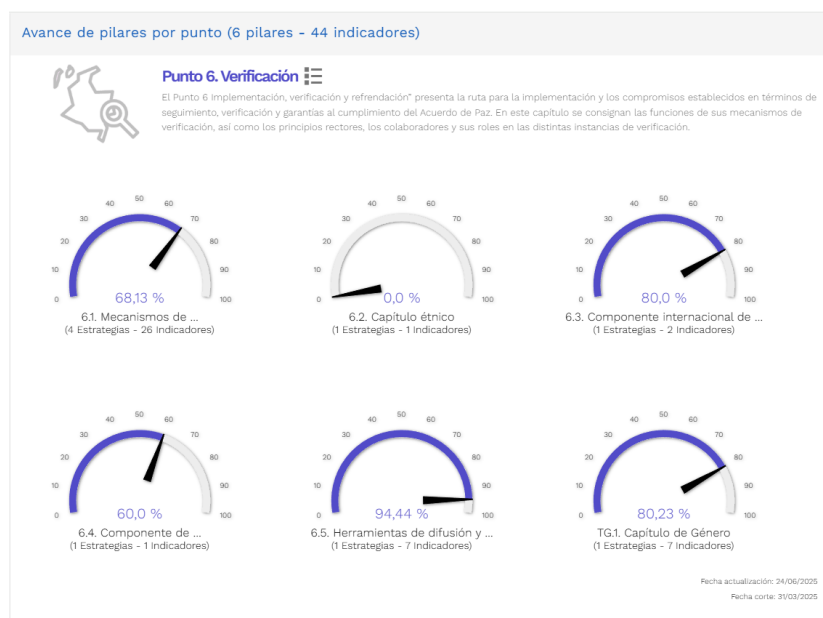 Avance de pilares por punto (6 pilares - 44 indicadores)
Punto 6. Verificación
El Punto 6 Implementación, verificación y refrendación" presenta la ruta para la implementación y los compromisos establecidos en términos de
seguimiento, verificación y garantías al cumplimiento del Acuerdo de Paz. En este capítulo se consignan las funciones de sus mecanismos de
verificación, así como los principios rectores, los colaboradores y sus roles en las distintas instancias de verificación.
0 10 20 30 40 50 60 70 80 90 100
68,13 %
6.1. Mecanismos de ...
(4 Estrategias - 26 Indicadores)
0 10 20 30 40 50 60 70 80 90 100
0,0 %
6.2. Capítulo étnico
(1 Estrategias - 1 Indicadores)
0 10 20 30 40 50 60 70 80 90 100
80,0 %
6.3. Componente internacional de ...
(1 Estrategias - 2 Indicadores)
0 10 20 30 40 50 60 70 80 90 100
60,0 %
6.4. Componente de ...
(1 Estrategias - 1 Indicadores)
0 10 20 30 40 50 60 70 80 90 100
94,44 %
6.5. Herramientas de difusión y ...
(1 Estrategias - 7 Indicadores)
0 10 20 30 40 50 60 70 80 90 100
80,23 %
TG.1. Capítulo de Género
(1 Estrategias - 7 Indicadores)
Fecha actualización: 24/06/2025
Fecha corte: 31/03/2025